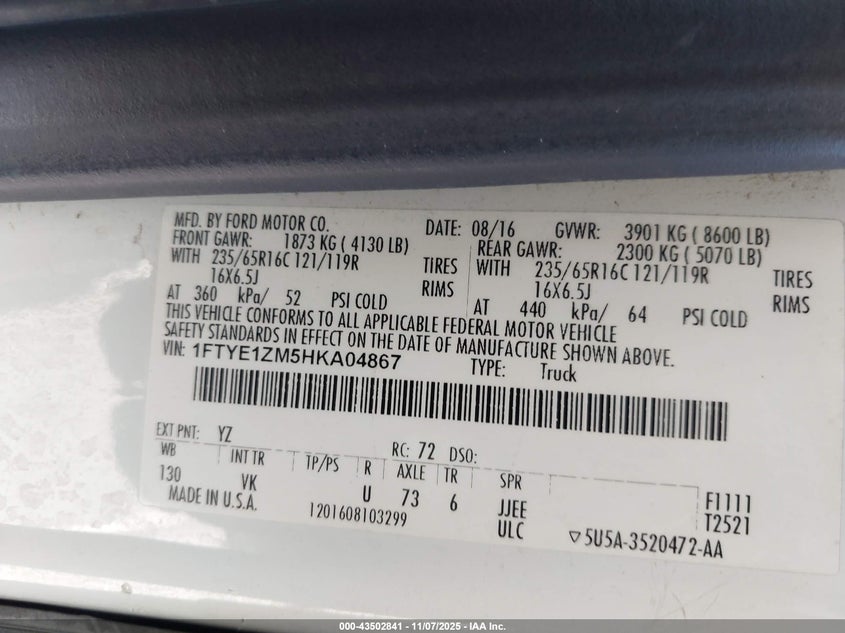 MFD. BY FORD MOTOR CO. DATE: 08/16 GVWR: 3901 KG ( 8600 LB)
FRONT GAWR: 1873 KG ( 4130 LB) REAR GAWR: 2300 KG ( 5070 LB)
WITH 235/65R16C 121/119R TIRES WITH 235/65R16C 121/119R TIRES
16X6.5J RIMS 16X6.5J RIMS
AT 360 kPa/ 52 PSI COLD AT 440 kPa/ 64 PSI COLD
THIS VEHICLE CONFORMS TO ALL APPLICABLE FEDERAL MOTOR VEHICLE
SAFETY STANDARDS IN EFFECT ON THE DATE OF MANUFACTURE SHOWN ABOVE.
VIN: 1FTYE1ZM5HKA04867 TYPE: Truck
EXT PNT: YZ RC: 72 DSO:
WB INT TR TP/PS R AXLE TR SPR
130 VK U 73 6 JJEE F1111
MADE IN U.S.A. 1201608103299 ULC T2521
▽5U5A-3520472-AA
000-43502841 - 11/07/2025 - IAA Inc.